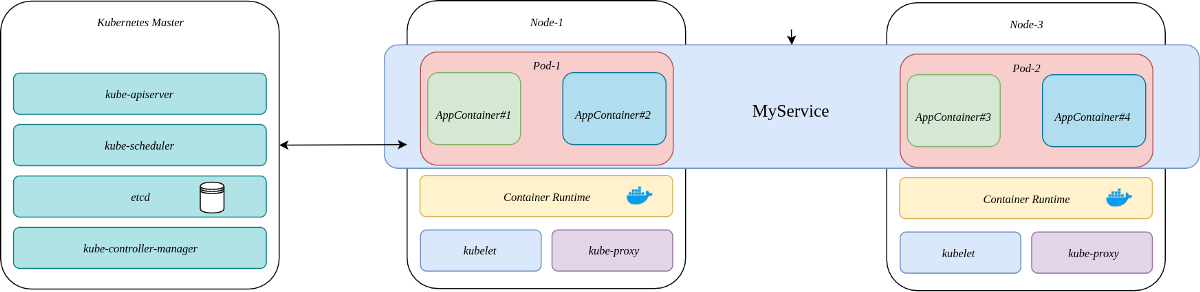 Kubernetes Master
kube-apiserver
kube-scheduler
etcd
kube-controller-manager
Node-1
Pod-1
AppContainer#1
AppContainer#2
Container Runtime
kubelet
kube-proxy
MyService
Node-3
Pod-2
AppContainer#3
AppContainer#4
Container Runtime
kubelet
kube-proxy